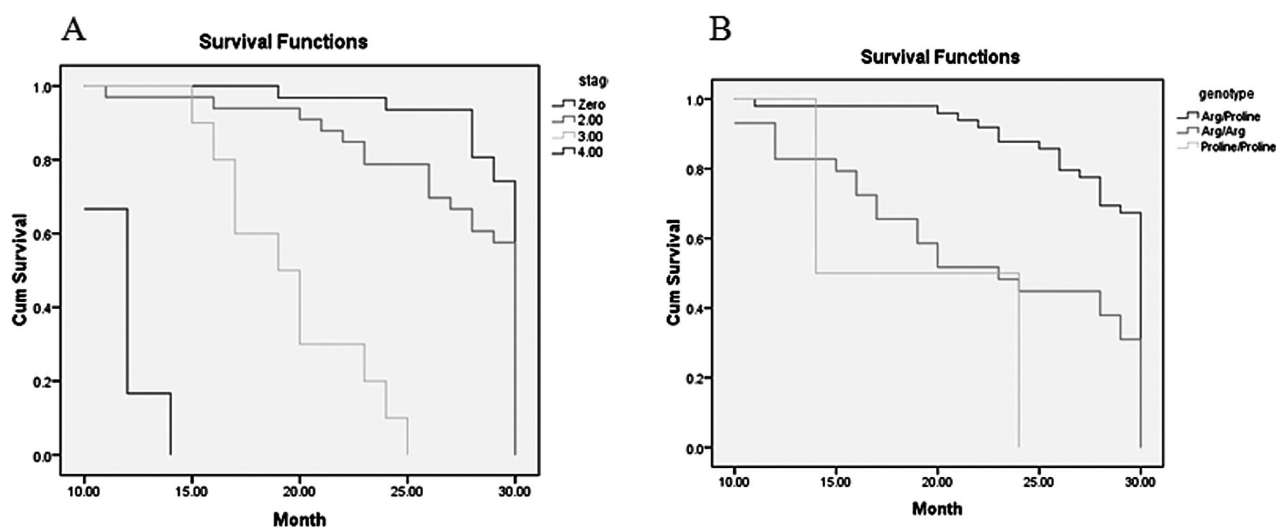 A
Survival Functions
Cum Survival
1.0
0.8
0.6
0.4
0.2
0.0
10.00 15.00 20.00 25.00 30.00
Month
stag
Zero
2.00
3.00
4.00
B
Survival Functions
Cum Survival
1.0
0.8
0.6
0.4
0.2
0.0
10.00 15.00 20.00 25.00 30.00
Month
genotype
Arg/Proline
Arg/Arg
Proline/Proline